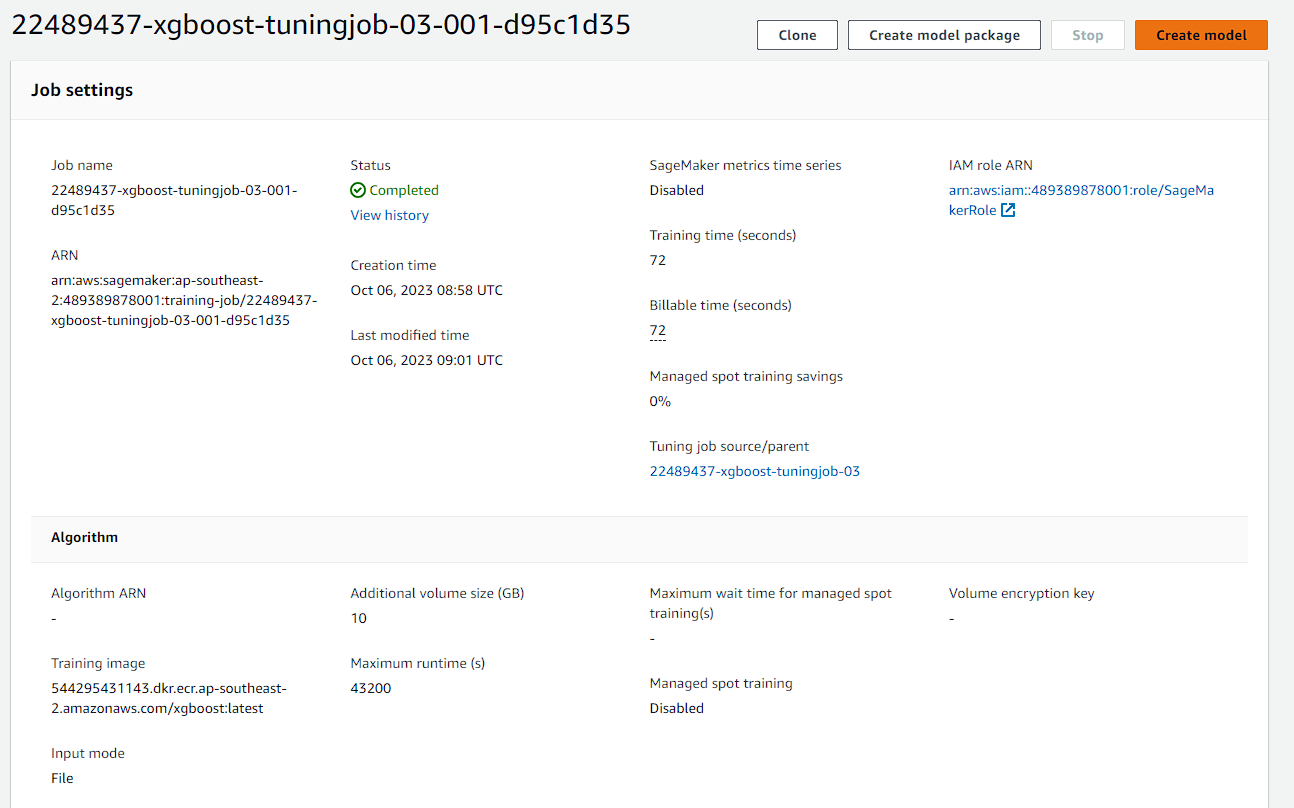 22489437-xgboost-tuningjob-03-001-d95c1d35
Clone
Create model package
Stop
Create model
Job settings
Job name
22489437-xgboost-tuningjob-03-001-
d95c1d35
ARN
arn:aws:sagemaker:ap-southeast-
2:489389878001:training-job/22489437-
xgboost-tuningjob-03-001-d95c1d35
Status
Completed
View history
Creation time
Oct 06, 2023 08:58 UTC
Last modified time
Oct 06, 2023 09:01 UTC
SageMaker metrics time series
Disabled
Training time (seconds)
72
Billable time (seconds)
72
Managed spot training savings
0%
Tuning job source/parent
22489437-xgboost-tuningjob-03
IAM role ARN
arn:aws:iam::489389878001:role/SageMa
kerRole
Algorithm
Algorithm ARN
-
Training image
544295431143.dkr.ecr.ap-southeast-
2.amazonaws.com/xgboost:latest
Input mode
File
Additional volume size (GB)
10
Maximum runtime (s)
43200
Maximum wait time for managed spot
training(s)
-
Managed spot training
Disabled
Volume encryption key
-